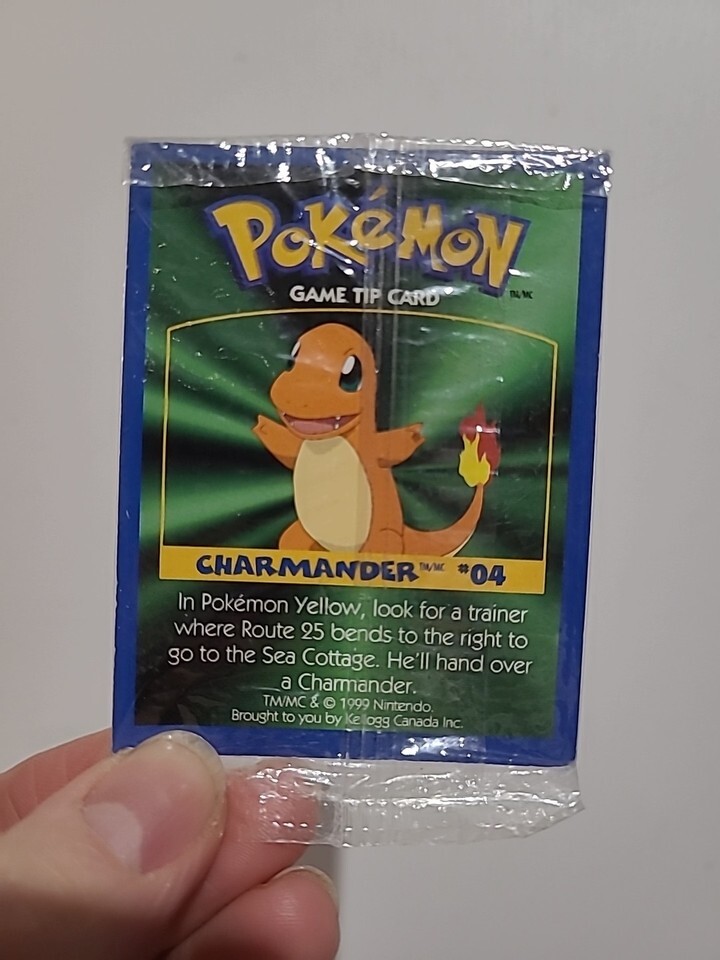 POKéMON
TM/MC
GAME TIP CARD
CHARMANDER TM/MC #04
In Pokémon Yellow, look for a trainer
where Route 25 bends to the right to
go to the Sea Cottage. He'll hand over
a Charmander.
TM/MC & © 1999 Nintendo.
Brought to you by Kellogg Canada Inc.